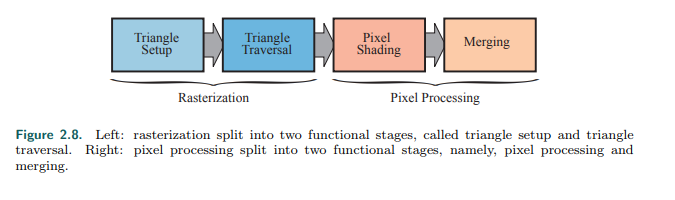 Triangle
Setup
Triangle
Traversal
Pixel
Shading
Merging
Rasterization
Pixel Processing
Figure 2.8. Left: rasterization split into two functional stages, called triangle setup and triangle
traversal. Right: pixel processing split into two functional stages, namely, pixel processing and
merging.